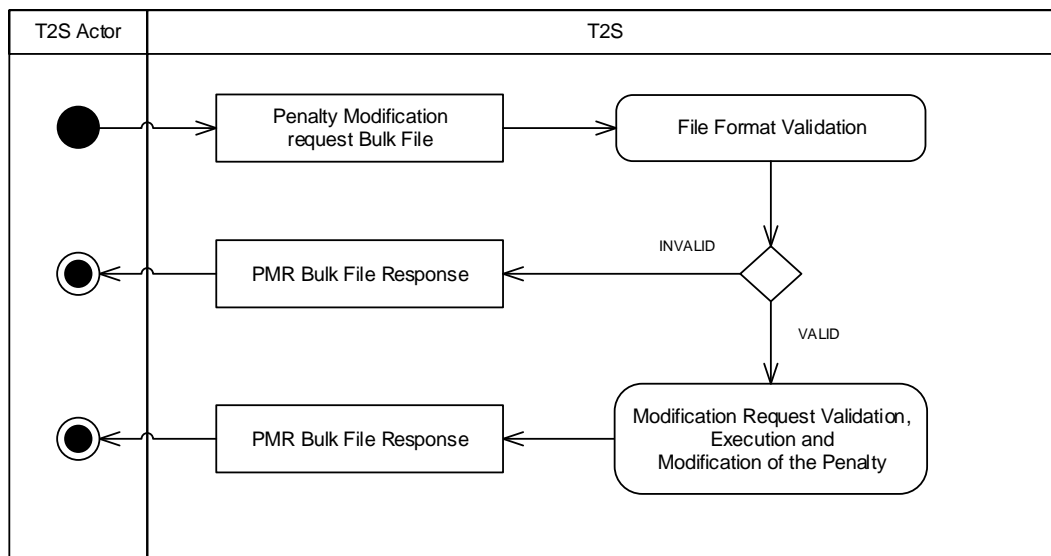 T2S Actor
T2S
Penalty Modification
request Bulk File
File Format Validation
INVALID
PMR Bulk File Response
VALID
PMR Bulk File Response
Modification Request Validation,
Execution and
Modification of the Penalty